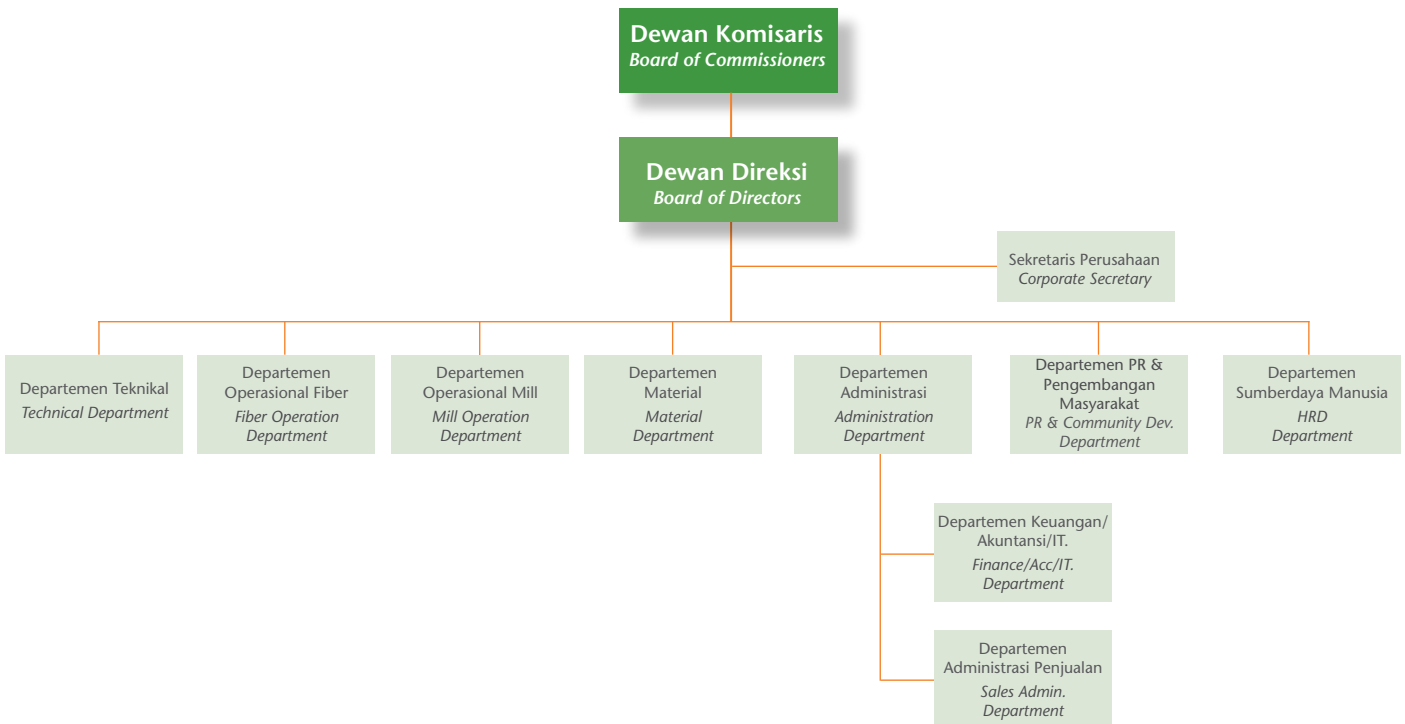 Dewan Komisaris
Board of Commissioners
Dewan Direksi
Board of Directors
Sekretaris Perusahaan
Corporate Secretary
Departemen Teknikal
Technical Department
Departemen
Operasional Fiber
Fiber Operation
Department
Departemen
Operasional Mill
Mill Operation
Department
Departemen
Material
Material
Department
Departemen
Administrasi
Administration
Department
Departemen PR &
Pengembangan
Masyarakat
PR & Community Dev.
Department
Departemen
Sumberdaya Manusia
HRD
Department
Departemen Keuangan/
Akuntansi/IT.
Finance/Acc/IT.
Department
Departemen
Administrasi Penjualan
Sales Admin.
Department